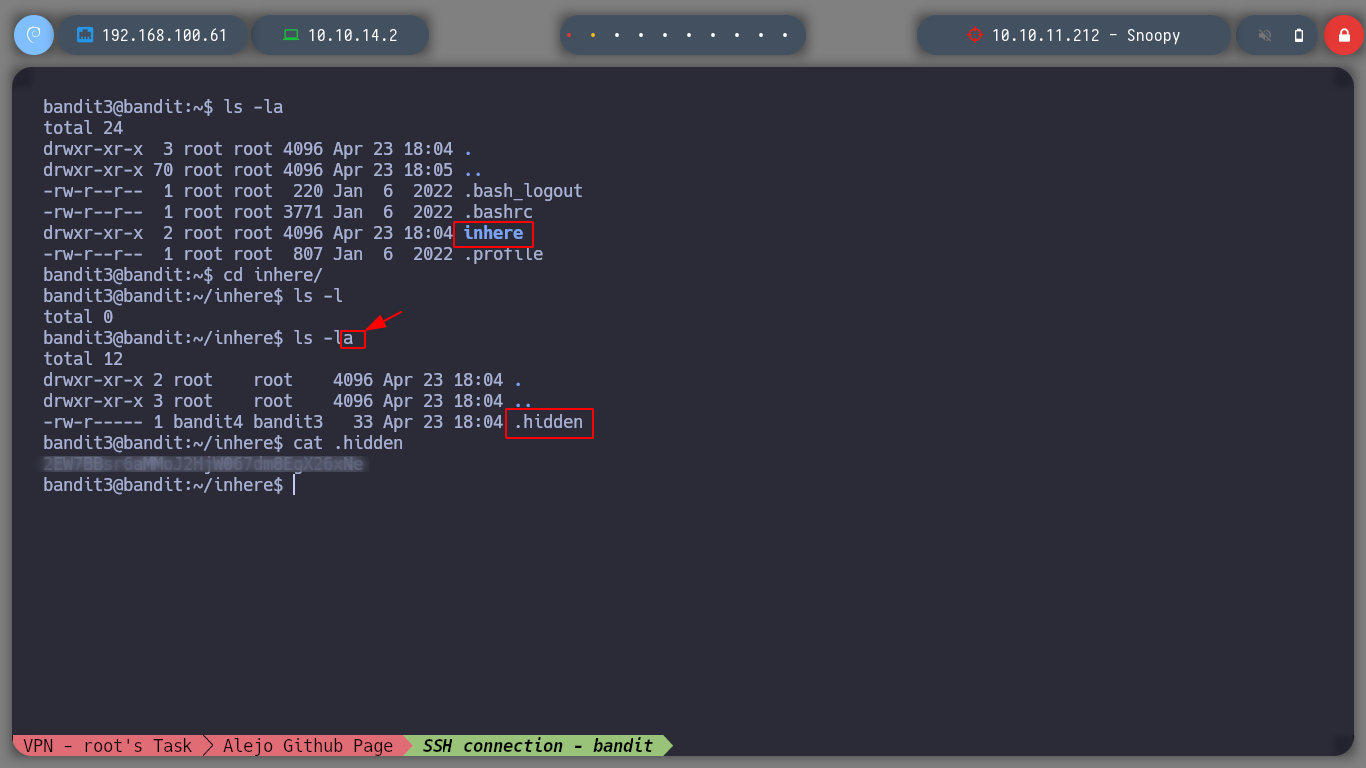 192.168.100.61
10.10.14.2
10.10.11.212 - Snoopy
bandit3@bandit:~$ ls -la
total 24
drwxr-xr-x  3 root root 4096 Apr 23 18:04 .
drwxr-xr-x 70 root root 4096 Apr 23 18:05 ..
-rw-r--r--  1 root root  220 Jan  6  2022 .bash_logout
-rw-r--r--  1 root root 3771 Jan  6  2022 .bashrc
drwxr-xr-x  2 root root 4096 Apr 23 18:04 inhere
-rw-r--r--  1 root root  807 Jan  6  2022 .profile
bandit3@bandit:~$ cd inhere/
bandit3@bandit:~/inhere$ ls -l
total 0
bandit3@bandit:~/inhere$ ls -la
total 12
drwxr-xr-x 2 root    root    4096 Apr 23 18:04 .
drwxr-xr-x 3 root    root    4096 Apr 23 18:04 ..
-rw-r----- 1 bandit4 bandit3   33 Apr 23 18:04 .hidden
bandit3@bandit:~/inhere$ cat .hidden
bandit3@bandit:~/inhere$
VPN - root's Task
Alejo Github Page
SSH connection - bandit